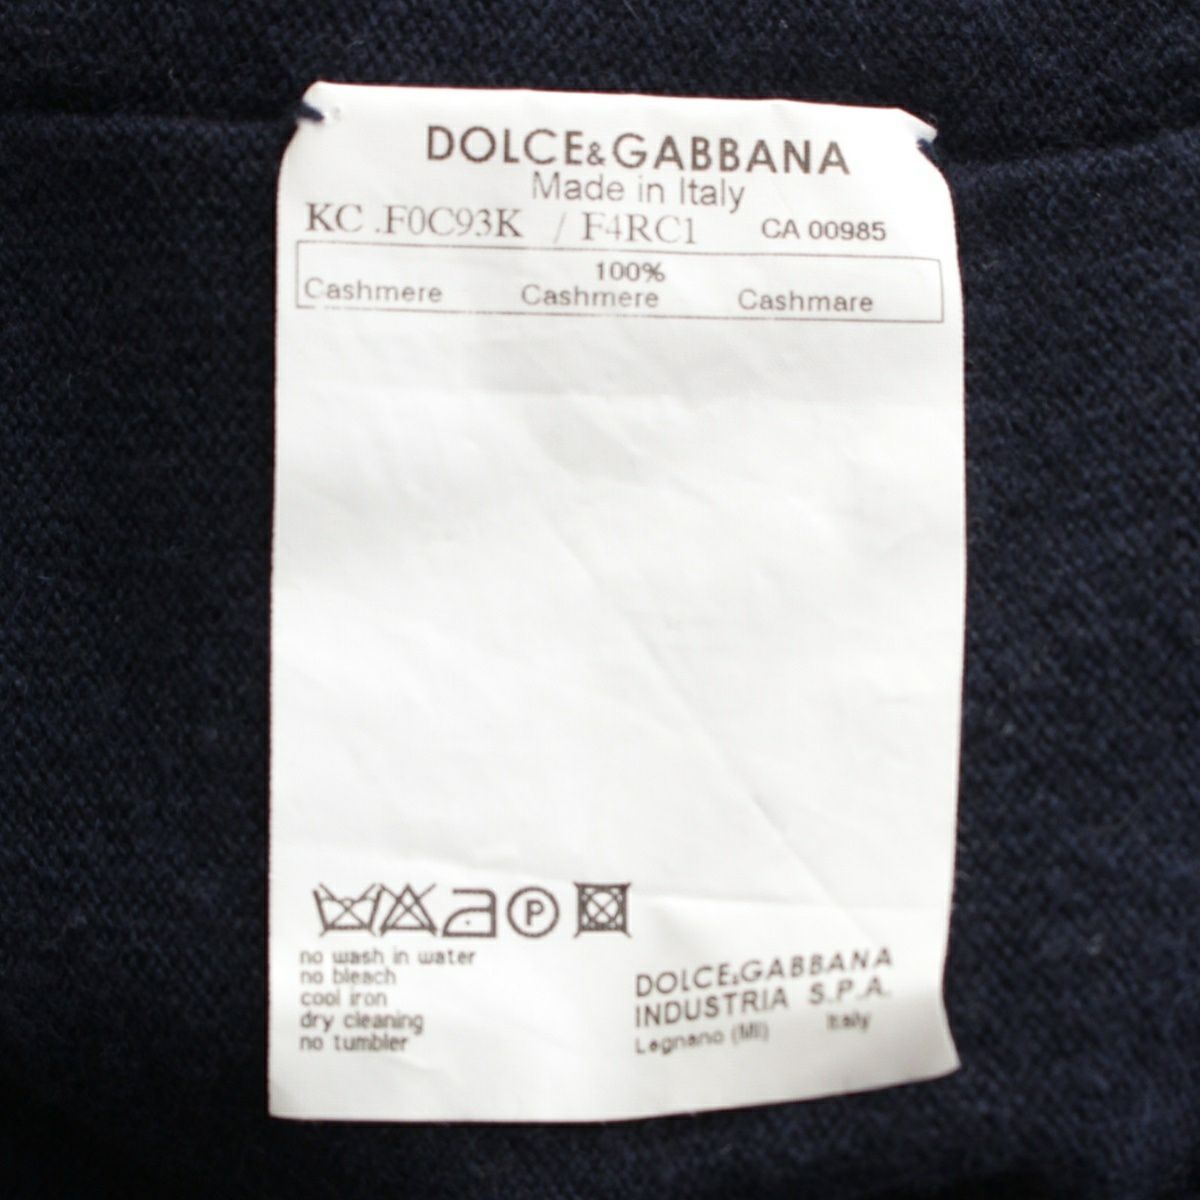 DOLCE&GABBANA
Made in Italy
KC .F0C93K / F4RC1 CA 00985
100%
Cashmere Cashmere Cashmare
P
no wash in water
no bleach
cool iron
dry cleaning
no tumbler
DOLCE&GABBANA
INDUSTRIA S.P.A.
Legnano (MI) Italy